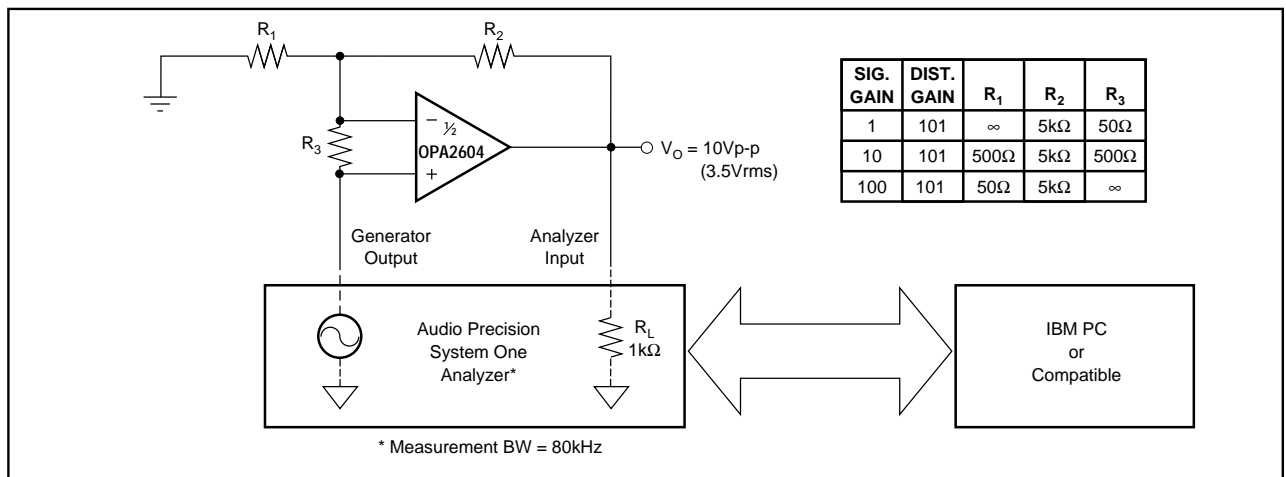 R1
R2
R3
−
½
OPA2604
+
VO = 10Vp-p
(3.5Vrms)
SIG. GAIN DIST. GAIN R1 R2 R3
1 101 ∞ 5kΩ 50Ω
10 101 500Ω 5kΩ 500Ω
100 101 50Ω 5kΩ ∞
Generator
Output
Analyzer
Input
Audio Precision
System One
Analyzer*
RL
1kΩ
IBM PC
or
Compatible
* Measurement BW = 80kHz